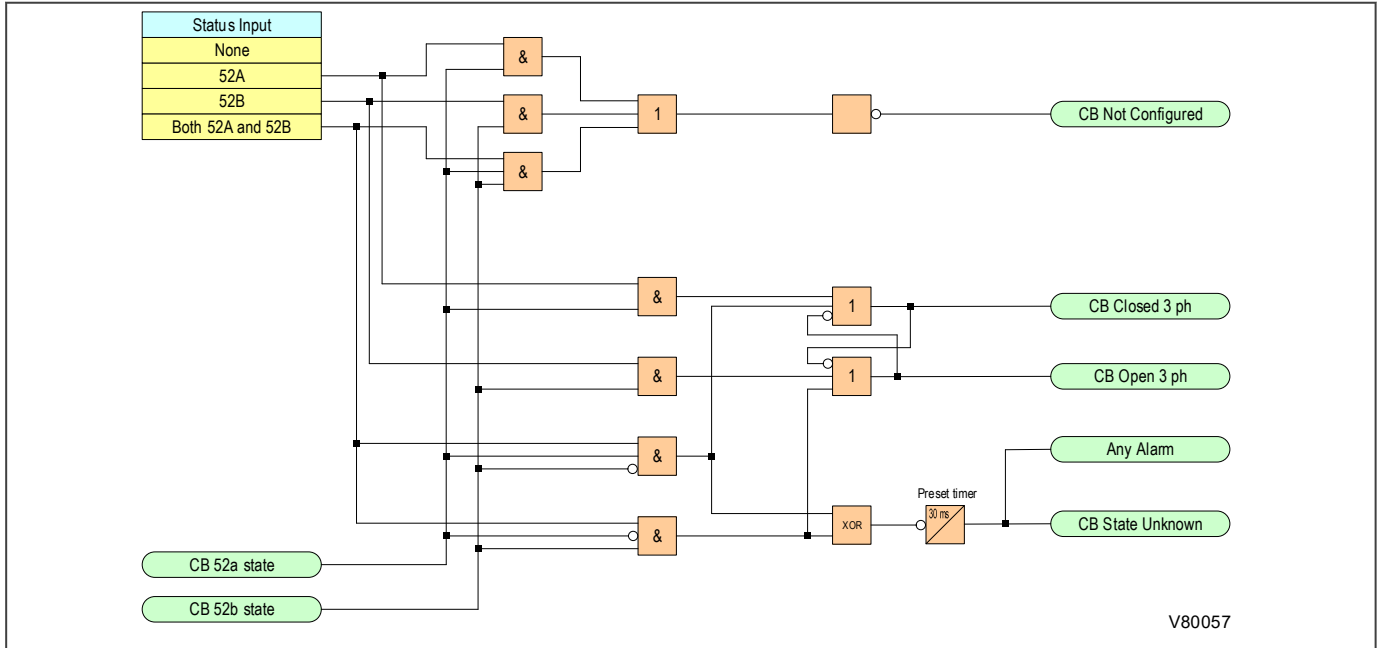 Status Input
None
52A
52B
Both 52A and 52B
&
&
&
1
CB Not Configured
&
1
CB Closed 3 ph
&
1
CB Open 3 ph
&
Any Alarm
Preset timer
&
XOR
30 ms
CB State Unknown
CB 52a state
CB 52b state
V80057